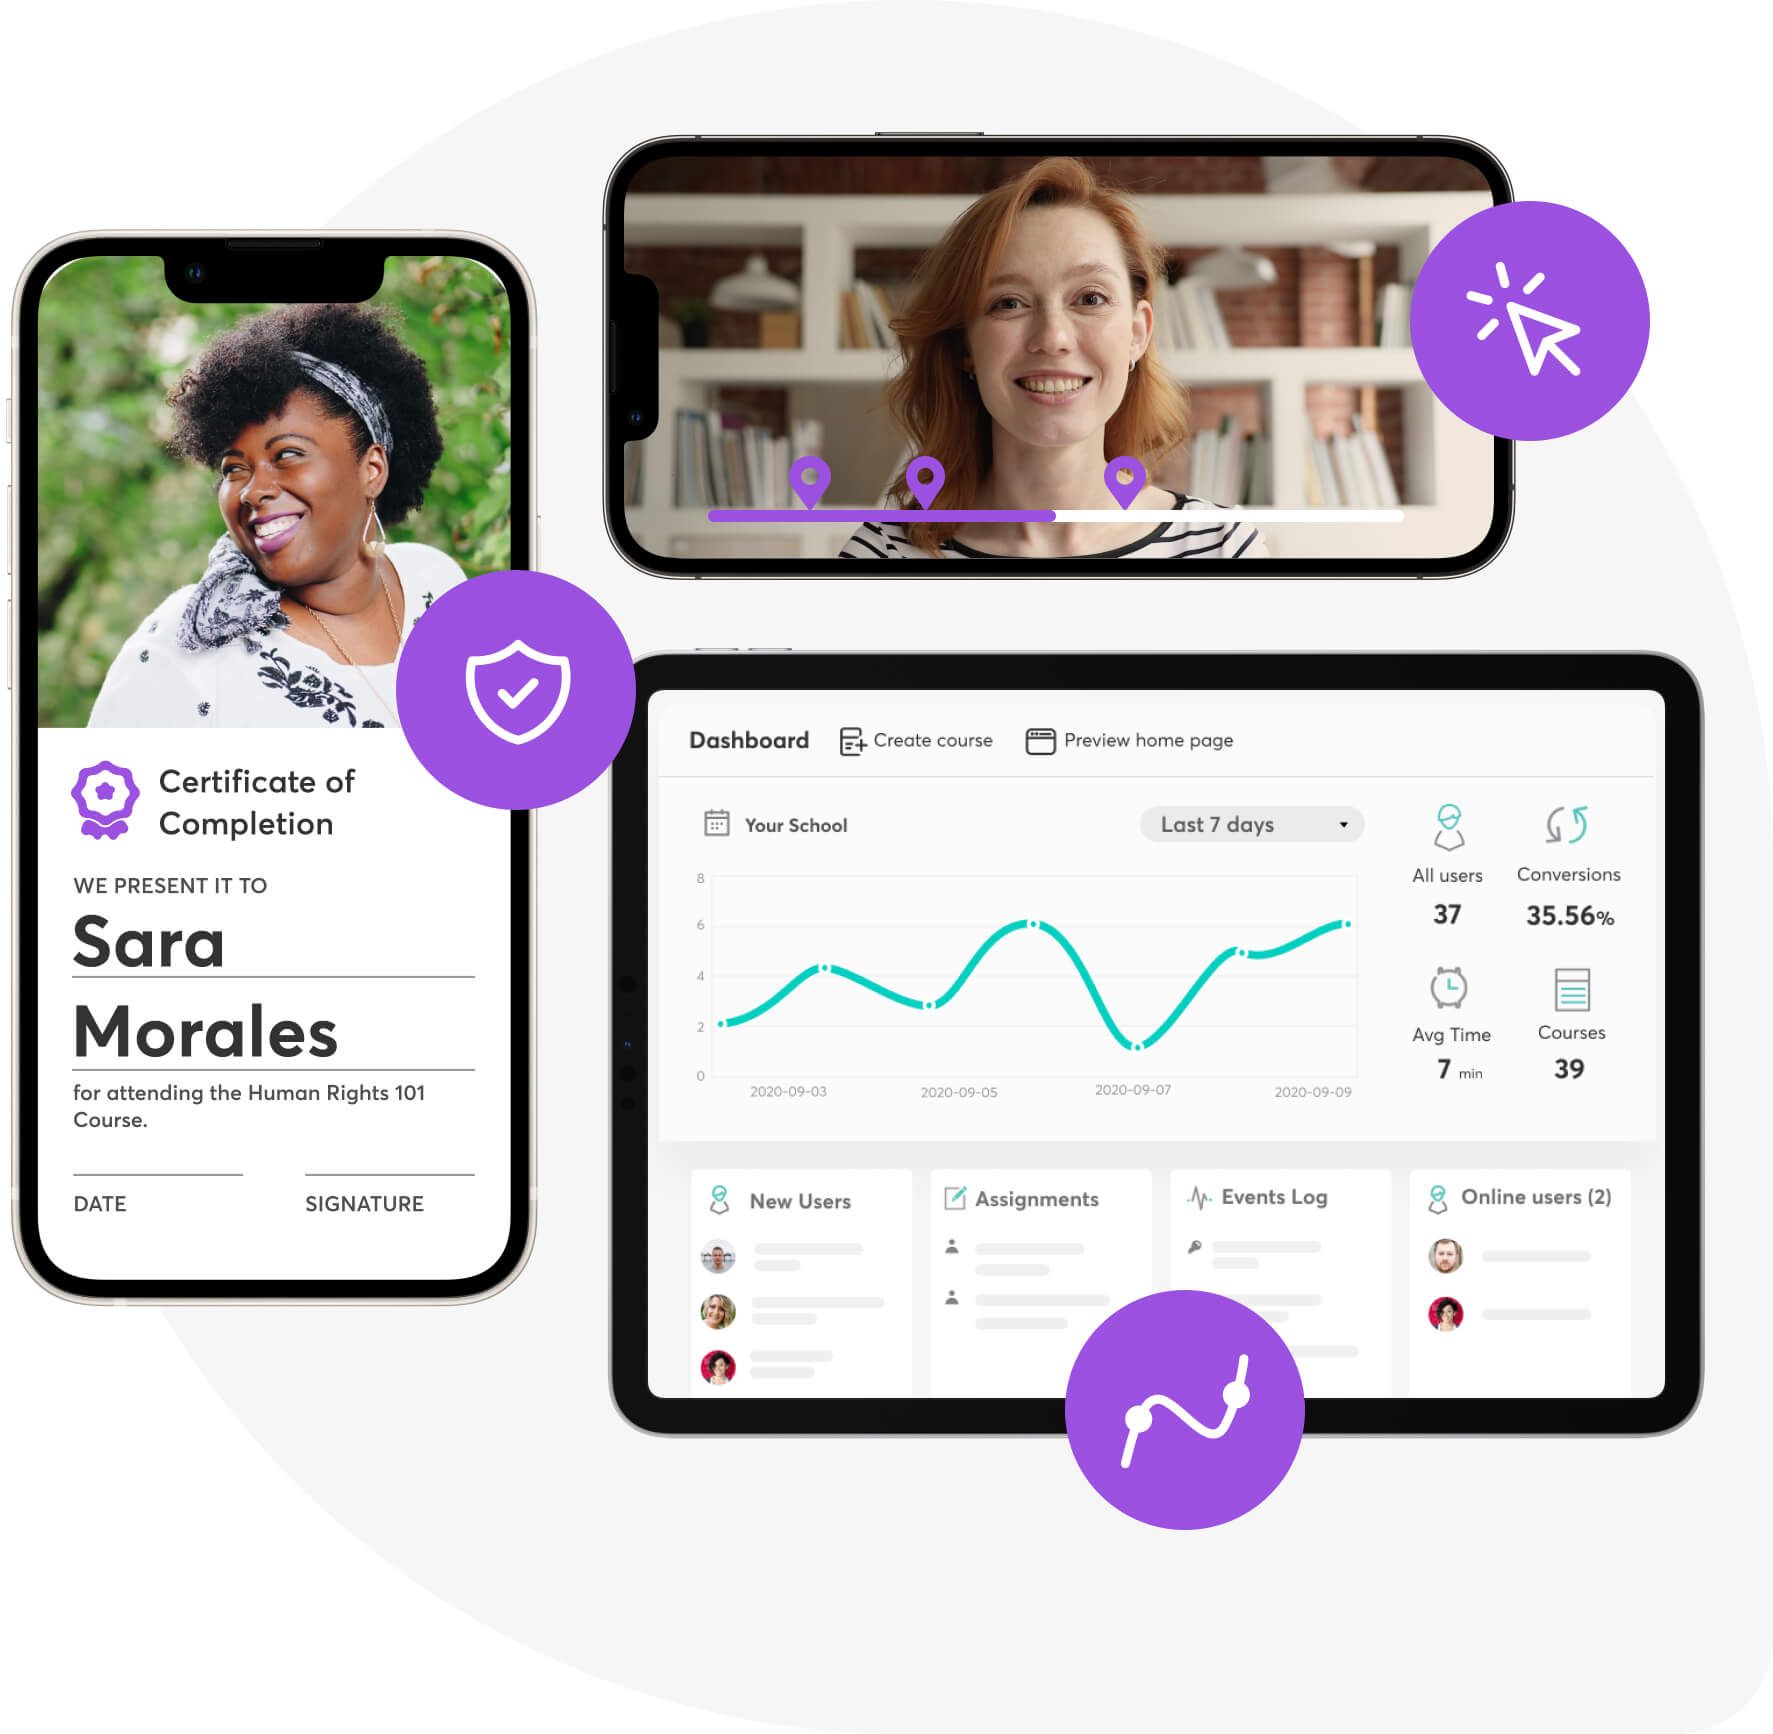 Certificate of
Completion
WE PRESENT IT TO
Sara
Morales
for attending the Human Rights 101
Course.
DATE
SIGNATURE
Dashboard
Create course
Preview home page
Your School
Last 7 days
8
6
4
2
0
2020-09-03
2020-09-05
2020-09-07
2020-09-09
All users
37
Conversions
35.56%
Avg Time
7 min
Courses
39
New Users
Assignments
Events Log
Online users (2)